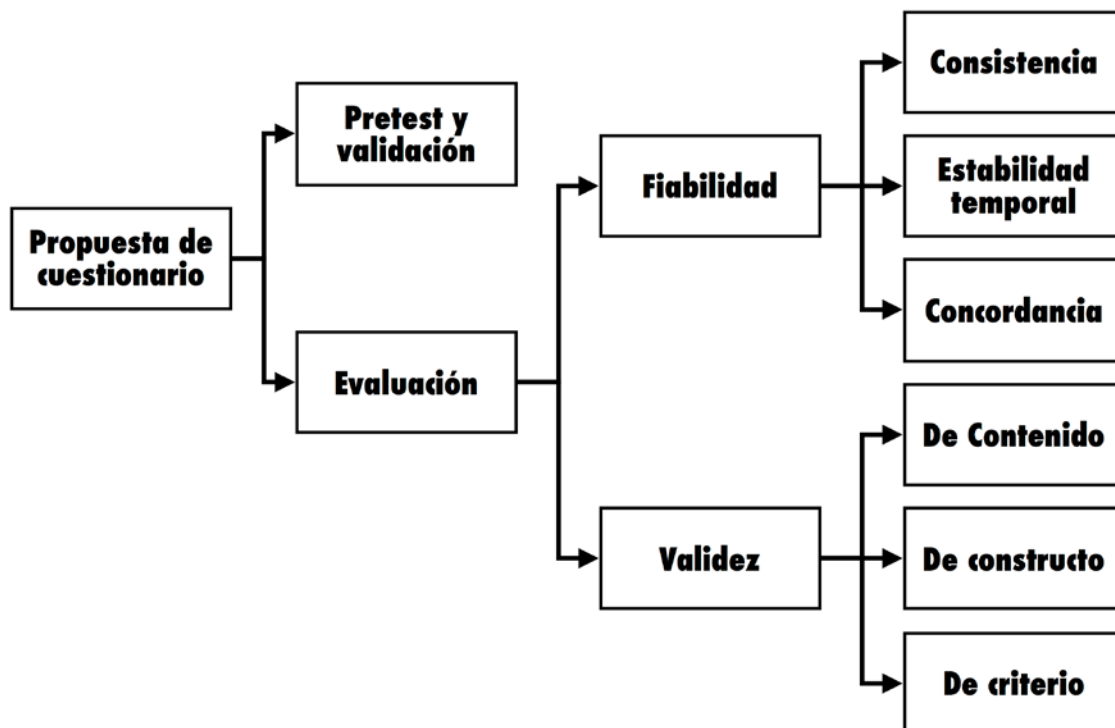 Propuesta de
cuestionario
Pretest y
validación
Evaluación
Fiabilidad
Validez
Consistencia
Estabilidad
temporal
Concordancia
De Contenido
De constructo
De criterio